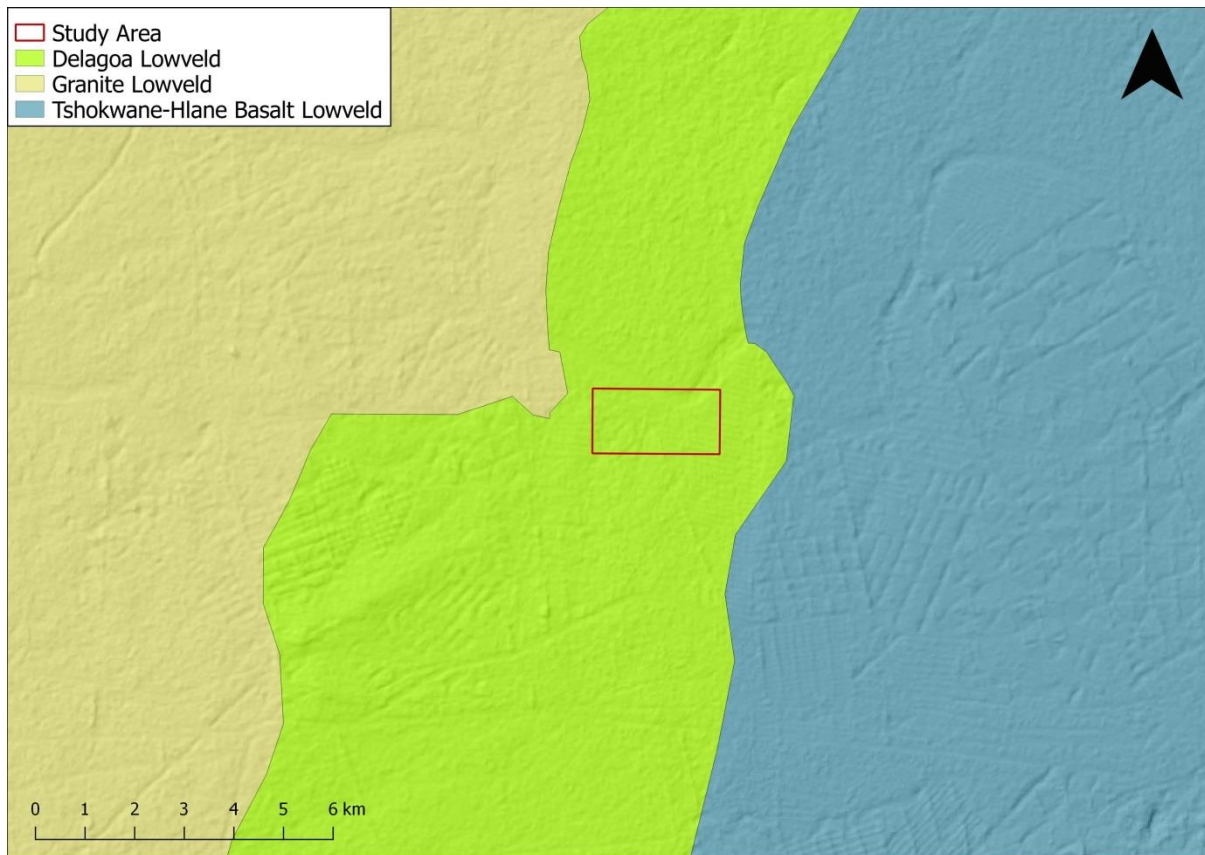 Study Area
Delagoa Lowveld
Granite Lowveld
Tshokwane-Hlane Basalt Lowveld
0 1 2 3 4 5 6 km